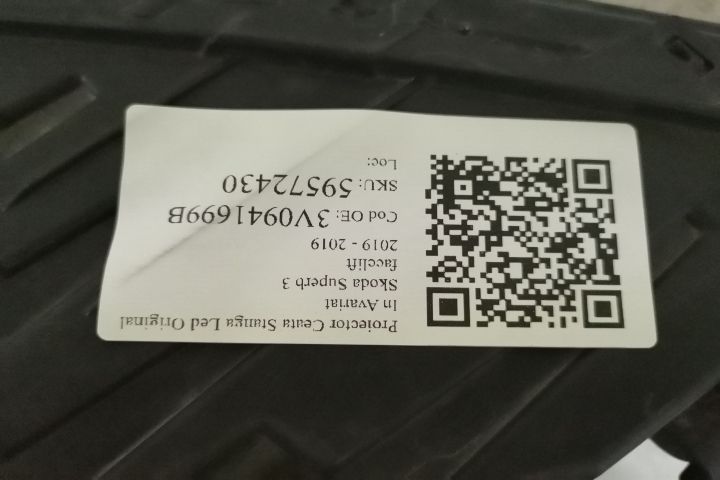 Proiector Ceata Stanga Led Original
In Avariat
Skoda Superb 3
facelift
2019 - 2019
Cod OE: 3V0941699B
SKU: 59572430
Loc: